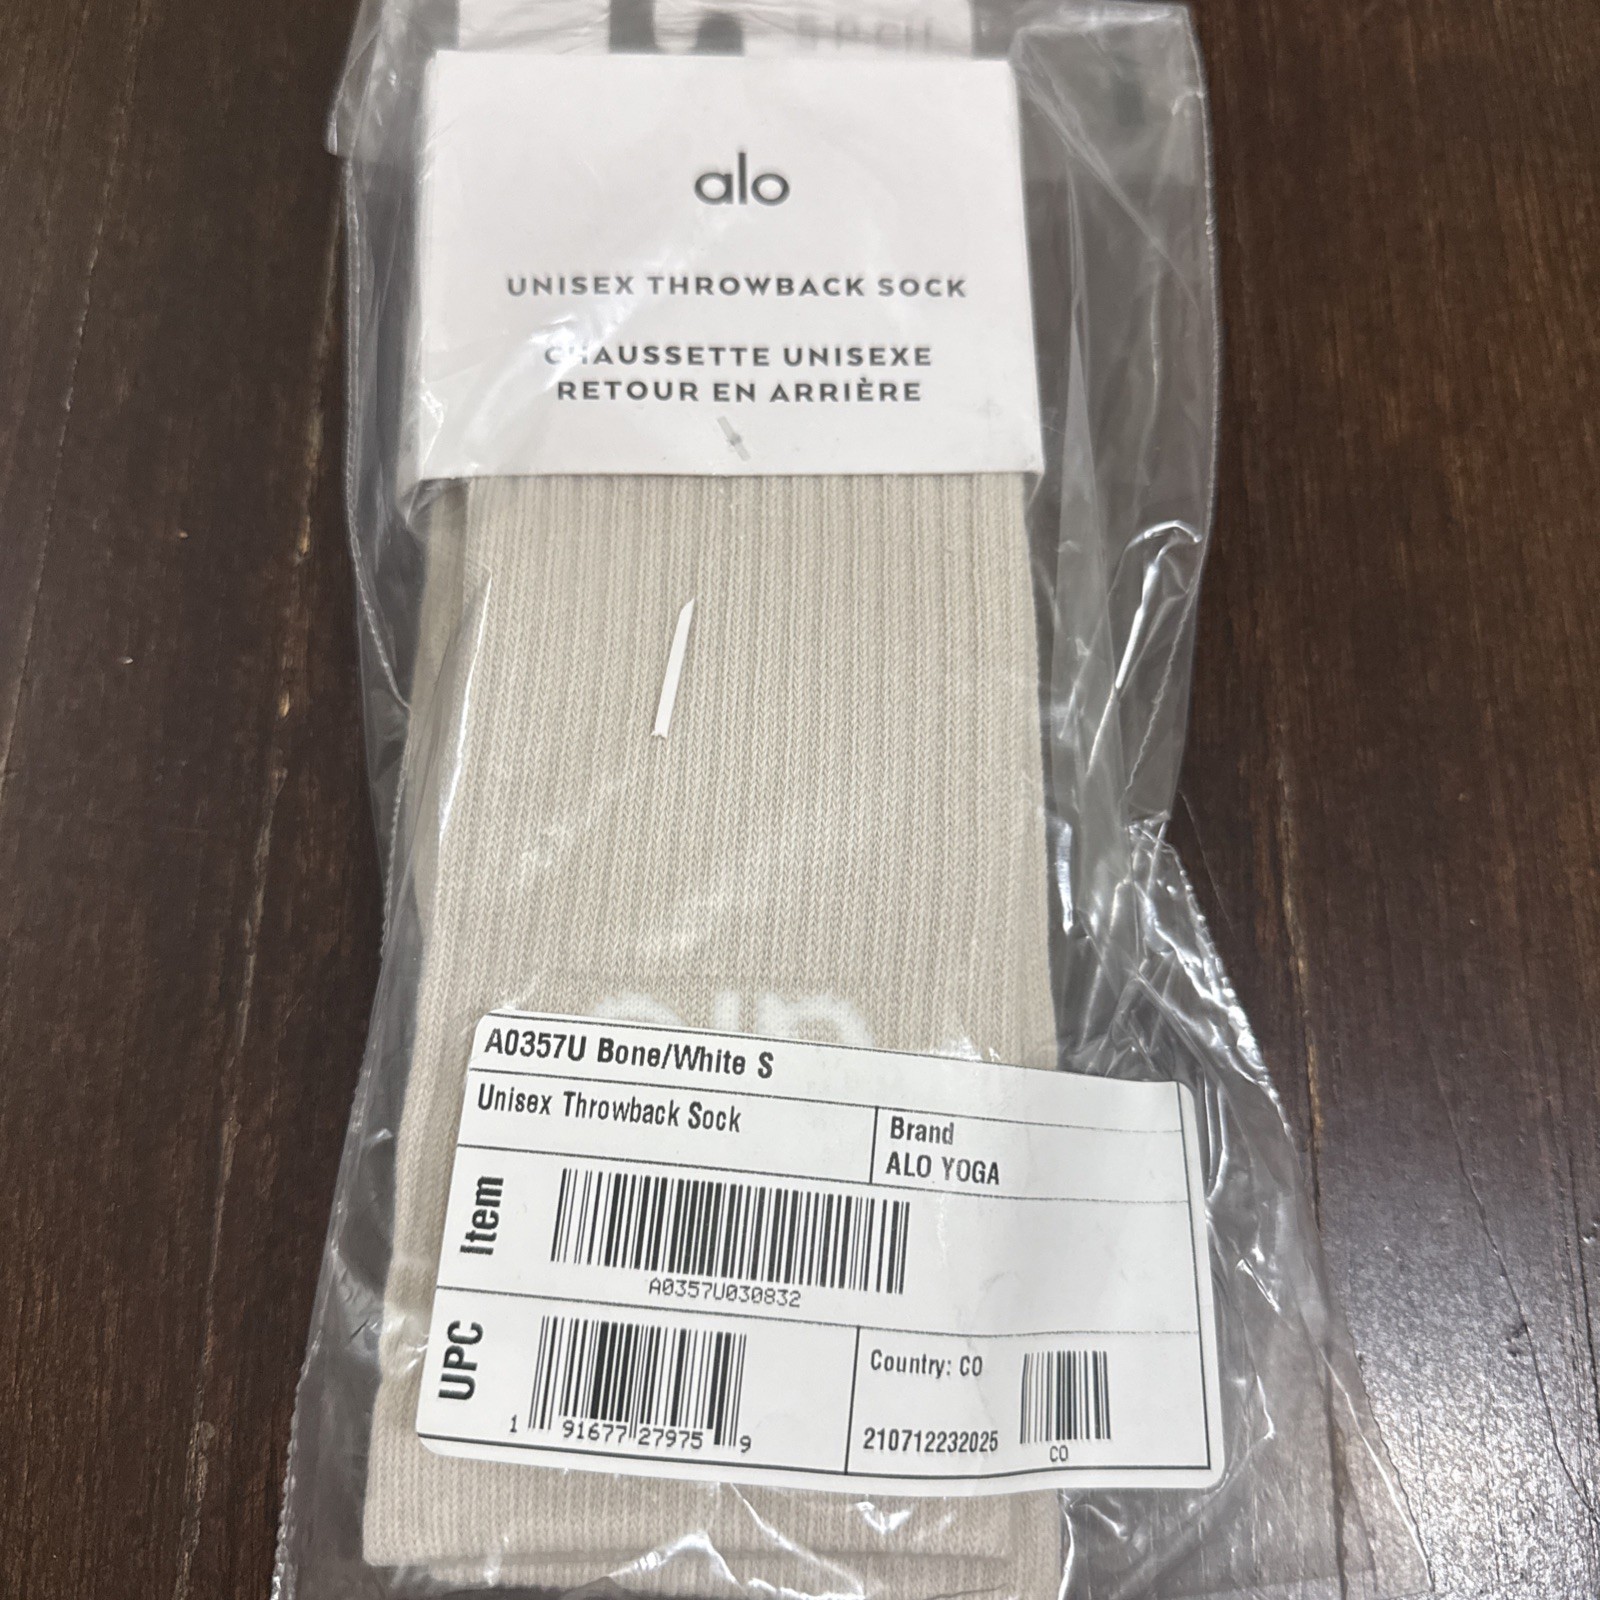 alo
UNISEX THROWBACK SOCK
CHAUSSETTE UNISEXE
RETOUR EN ARRIÈRE
alo
A0357U Bone/White S
Unisex Throwback Sock
Brand
ALO YOGA
Item
A0357U030832
UPC
1 91677 27975 9
Country: CO
210712232025
CO